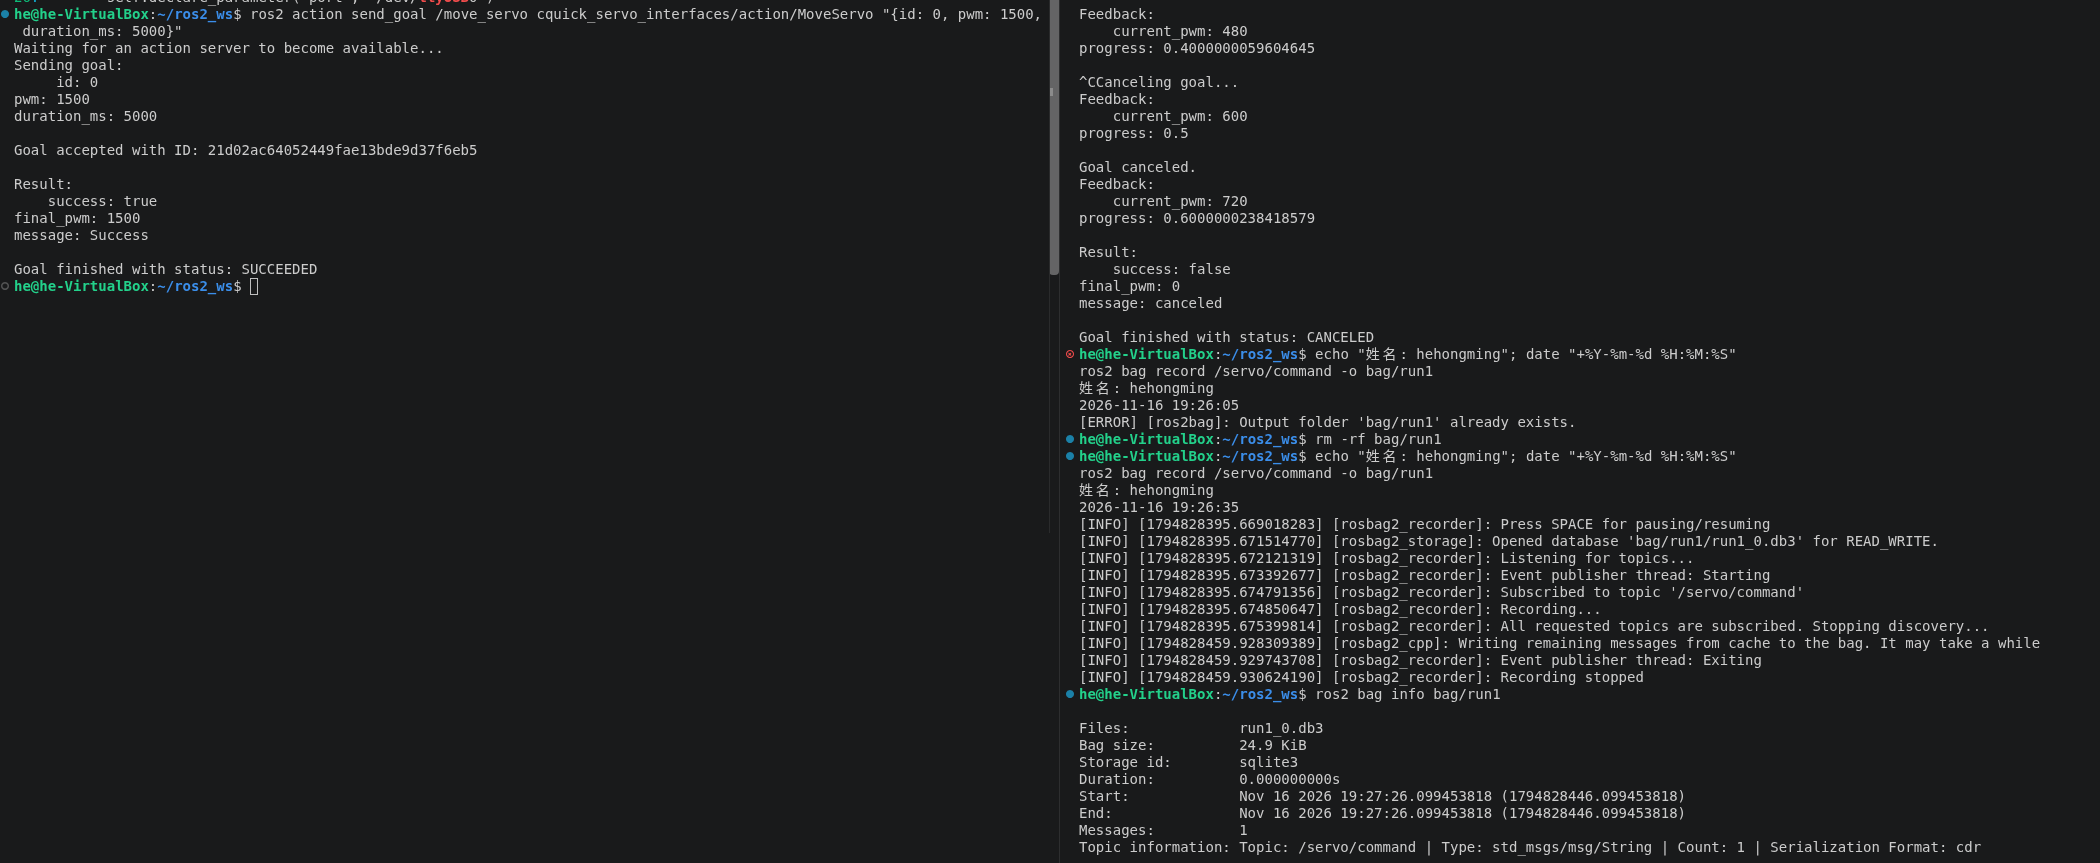 he@he-VirtualBox:~/ros2_ws$ ros2 action send_goal /move_servo cquick_servo_interfaces/action/MoveServo "{id: 0, pwm: 1500,
 duration_ms: 5000}"
Waiting for an action server to become available...
Sending goal:
     id: 0
pwm: 1500
duration_ms: 5000

Goal accepted with ID: 21d02ac64052449fae13bde9d37f6eb5

Result:
    success: true
final_pwm: 1500
message: Success

Goal finished with status: SUCCEEDED
he@he-VirtualBox:~/ros2_ws$
Feedback:
    current_pwm: 480
progress: 0.4000000059604645

^CCanceling goal...
Feedback:
    current_pwm: 600
progress: 0.5

Goal canceled.
Feedback:
    current_pwm: 720
progress: 0.6000000238418579

Result:
    success: false
final_pwm: 0
message: canceled

Goal finished with status: CANCELED
he@he-VirtualBox:~/ros2_ws$ echo "姓名: hehongming"; date "+%Y-%m-%d %H:%M:%S"
ros2 bag record /servo/command -o bag/run1
姓名: hehongming
2026-11-16 19:26:05
[ERROR] [ros2bag]: Output folder 'bag/run1' already exists.
he@he-VirtualBox:~/ros2_ws$ rm -rf bag/run1
he@he-VirtualBox:~/ros2_ws$ echo "姓名: hehongming"; date "+%Y-%m-%d %H:%M:%S"
ros2 bag record /servo/command -o bag/run1
姓名: hehongming
2026-11-16 19:26:35
[INFO] [1794828395.669018283] [rosbag2_recorder]: Press SPACE for pausing/resuming
[INFO] [1794828395.671514770] [rosbag2_storage]: Opened database 'bag/run1/run1_0.db3' for READ_WRITE.
[INFO] [1794828395.672121319] [rosbag2_recorder]: Listening for topics...
[INFO] [1794828395.673392677] [rosbag2_recorder]: Event publisher thread: Starting
[INFO] [1794828395.674791356] [rosbag2_recorder]: Subscribed to topic '/servo/command'
[INFO] [1794828395.674850647] [rosbag2_recorder]: Recording...
[INFO] [1794828395.675399814] [rosbag2_recorder]: All requested topics are subscribed. Stopping discovery...
[INFO] [1794828459.928309389] [rosbag2_cpp]: Writing remaining messages from cache to the bag. It may take a while
[INFO] [1794828459.929743708] [rosbag2_recorder]: Event publisher thread: Exiting
[INFO] [1794828459.930624190] [rosbag2_recorder]: Recording stopped
he@he-VirtualBox:~/ros2_ws$ ros2 bag info bag/run1

Files:             run1_0.db3
Bag size:          24.9 KiB
Storage id:        sqlite3
Duration:          0.000000000s
Start:             Nov 16 2026 19:27:26.099453818 (1794828446.099453818)
End:               Nov 16 2026 19:27:26.099453818 (1794828446.099453818)
Messages:          1
Topic information: Topic: /servo/command | Type: std_msgs/msg/String | Count: 1 | Serialization Format: cdr